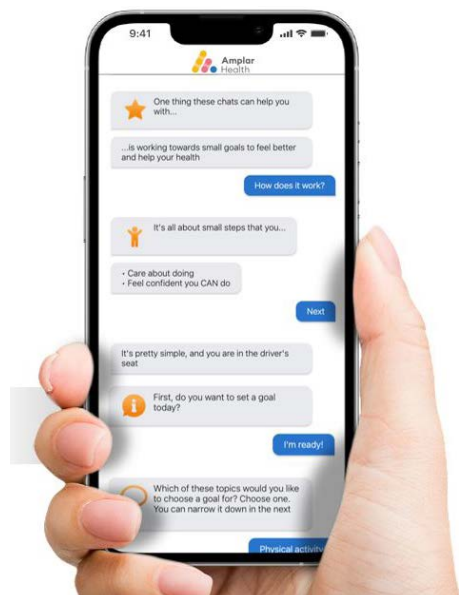 9:41
Amplar
Health
One thing these chats can help you
with...
...is working towards small goals to feel better
and help your health
How does it work?
It's all about small steps that you...
• Care about doing
• Feel confident you CAN do
Next
It's pretty simple, and you are in the driver's
seat
First, do you want to set a goal
today?
I'm ready!
Which of these topics would you like
to choose a goal for? Choose one.
You can narrow it down in the next
Physical activity